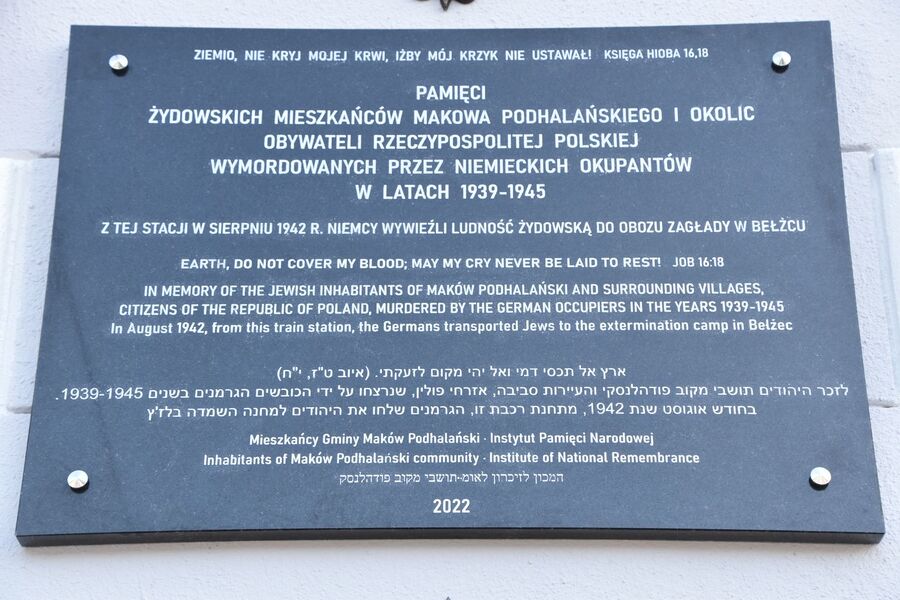 ZIEMIO, NIE KRYJ MOJEJ KRWI, IŻBY MÓJ KRZYK NIE USTAWAŁ! KSIĘGA HIOBA 16,18
PAMIĘCI
ŻYDOWSKICH MIESZKAŃCÓW MAKOWA PODHALAŃSKIEGO I OKOLIC
OBYWATELI RZECZYPOSPOLITEJ POLSKIEJ
WYMORDOWANYCH PRZEZ NIEMIECKICH OKUPANTÓW
W LATACH 1939-1945
Z TEJ STACJI W SIERPNIU 1942 R. NIEMCY WYWIEŹLI LUDNOŚĆ ŻYDOWSKĄ DO OBOZU ZAGŁADY W BEŁŻCU
EARTH, DO NOT COVER MY BLOOD; MAY MY CRY NEVER BE LAID TO REST! JOB 16:18
IN MEMORY OF THE JEWISH INHABITANTS OF MAKÓW PODHALAŃSKI AND SURROUNDING VILLAGES,
CITIZENS OF THE REPUBLIC OF POLAND, MURDERED BY THE GERMAN OCCUPIERS IN THE YEARS 1939-1945
In August 1942, from this train station, the Germans transported Jews to the extermination camp in Bełżec
ארץ אל תכסי דמי ואל יהי מקום לזעקתי. (איוב ט"ז, י"ח)
לזכר היהודים תושבי מקוב פודהלנסקי והעיירות סביבה, אזרחי פולין, שנרצחו על ידי הכובשים הגרמנים בשנים 1939-1945.
בחודש אוגוסט שנת 1942, מתחנת רכבת זו, הגרמנים שלחו את היהודים למחנה השמדה בלז'ץ
Mieszkańcy Gminy Maków Podhalański · Instytut Pamięci Narodowej
Inhabitants of Maków Podhalański community · Institute of National Remembrance
המכון לזיכרון לאומי-תושבי מקוב פודהלנסק
2022